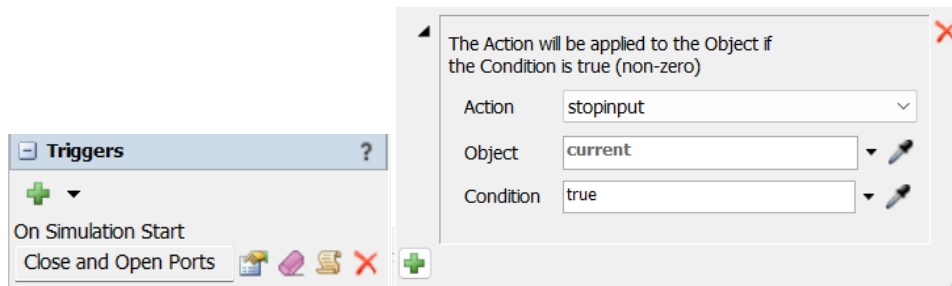 Triggers
?
On Simulation Start
Close and Open Ports
The Action will be applied to the Object if
the Condition is true (non-zero)
Action stopinput
Object current
Condition true